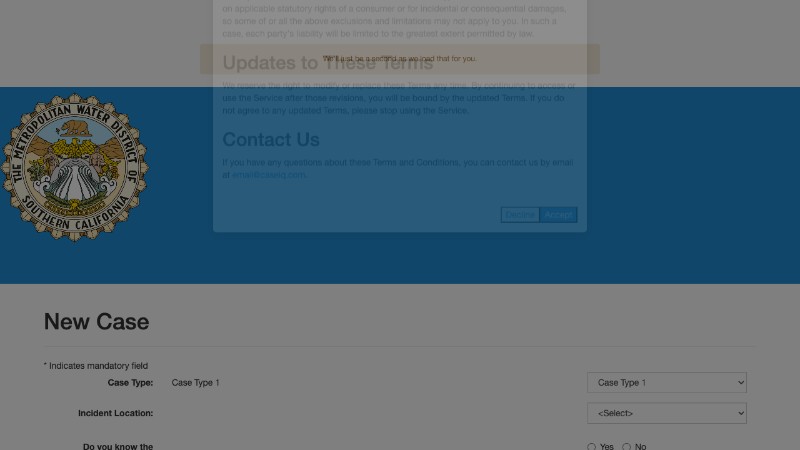 on applicable statutory rights of a consumer or for incidental or consequential damages,
so some of or all the above exclusions and limitations may not apply to you. In such a
case, each party's liability will be limited to the greatest extent permitted by law.
We'll just be a second as we load that for you.
Updates to These Terms
We reserve the right to modify or replace these Terms any time. By continuing to access or
use the Service after those revisions, you will be bound by the updated Terms. If you do
not agree to any updated Terms, please stop using the Service.
Contact Us
If you have any questions about these Terms and Conditions, you can contact us by email
at
Decline Accept
THE METROPOLITAN WATER DISTRICT OF
SOUTHERN CALIFORNIA
New Case
* Indicates mandatory field
Case Type: Case Type 1 Case Type 1
Incident Location: <Select>
Do you know the Yes No